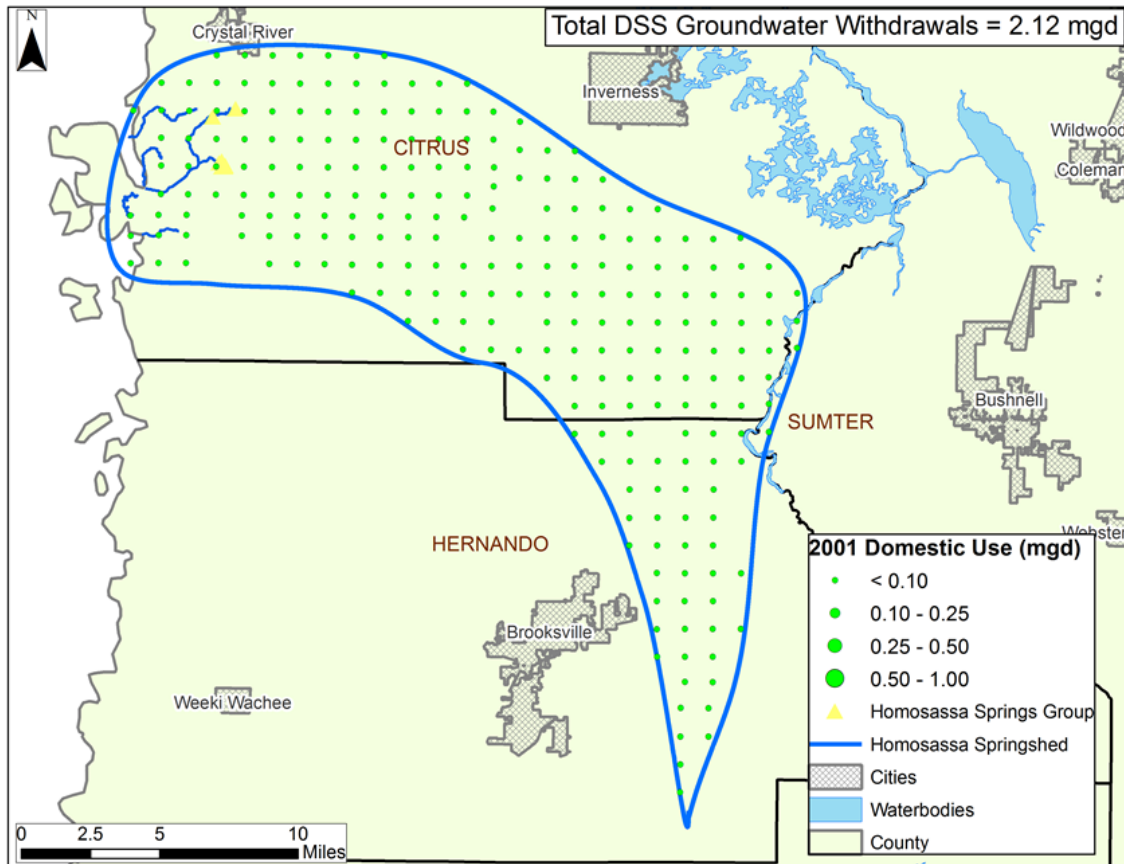 N
Total DSS Groundwater Withdrawals = 2.12 mgd
Crystal River
Inverness
Wildwood
Coleman
CITRUS
Bushnell
SUMTER
Webster
HERNANDO
Brooksville
Weeki Wachee
2001 Domestic Use (mgd)
< 0.10
0.10 - 0.25
0.25 - 0.50
0.50 - 1.00
Homosassa Springs Group
Homosassa Springshed
Cities
Waterbodies
County
0 2.5 5 10
Miles